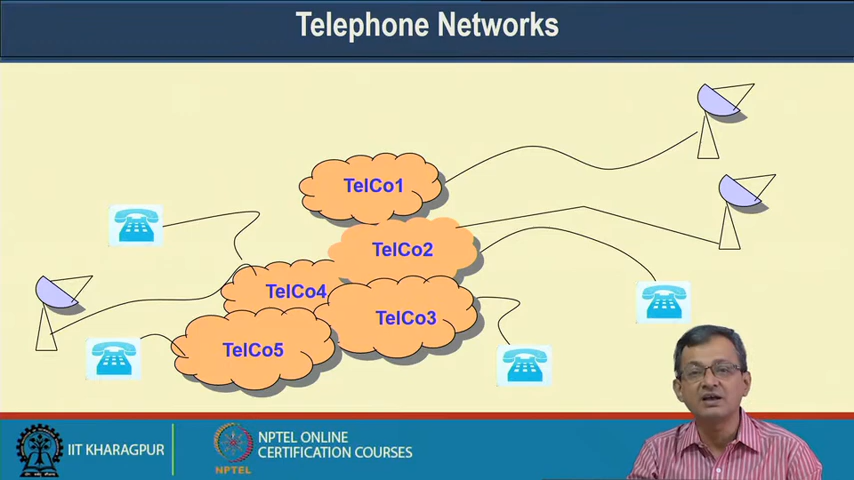 Telephone Networks
TelCo1
TelCo2
TelCo4
TelCo3
TelCo5
IIT KHARAGPUR
NPTEL
NPTEL ONLINE
CERTIFICATION COURSES